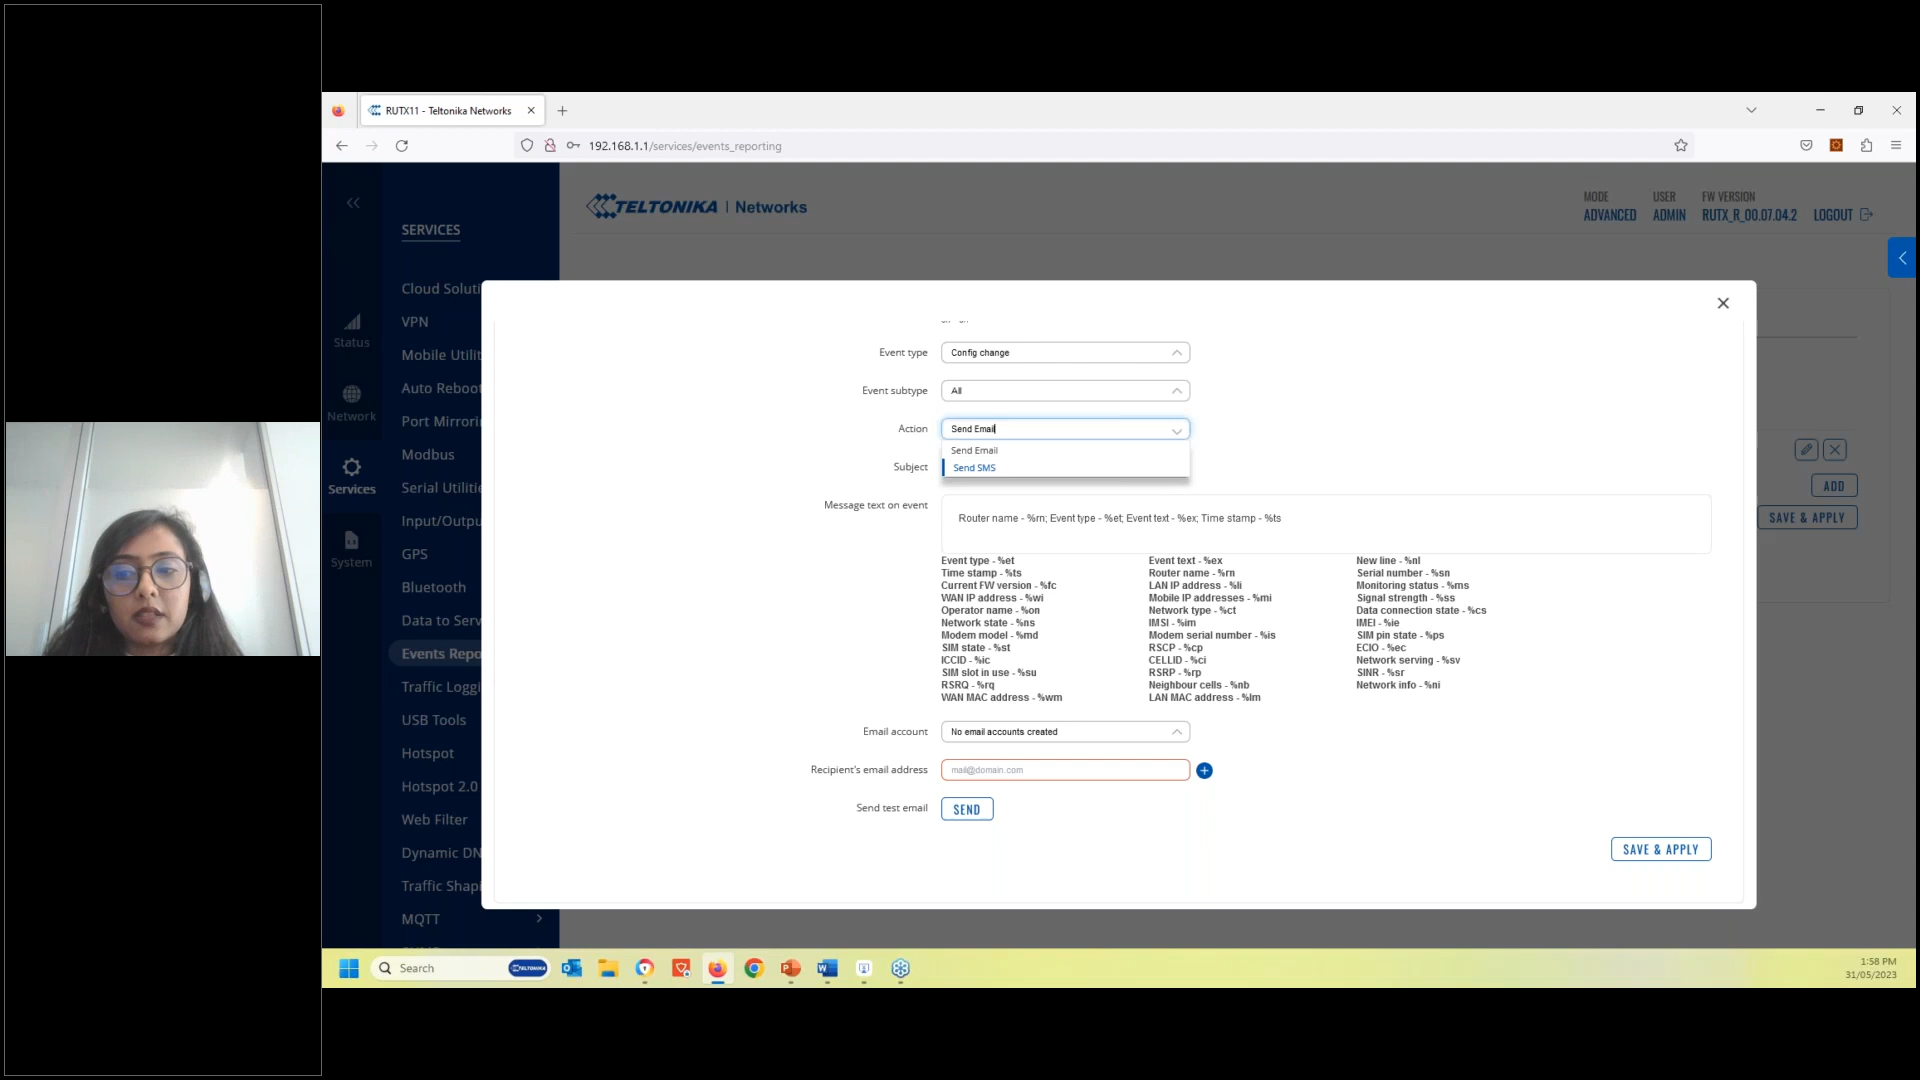 RUTX11 - Teltonika Networks
192.168.1.1/services/events_reporting
TELTONIKA | Networks
MODE
ADVANCED
USER
ADMIN
FW VERSION
RUTX_R_00.07.04.2
LOGOUT
Status
Network
Services
System
SERVICES
Cloud Soluti
VPN
Mobile Utilit
Auto Reboot
Port Mirrori
Modbus
Serial Utilitie
Input/Outpu
GPS
Bluetooth
Data to Serv
Events Repo
Traffic Loggi
USB Tools
Hotspot
Hotspot 2.0
Web Filter
Dynamic DN
Traffic Shapi
MQTT
Event type
Config change
Event subtype
All
Action
Send Email
Send Email
Send SMS
Subject
Message text on event
Router name - %rn; Event type - %et; Event text - %ex; Time stamp - %ts
Event type - %et Event text - %ex New line - %nl
Time stamp - %ts Router name - %rn Serial number - %sn
Current FW version - %fc LAN IP address - %li Monitoring status - %ms
WAN IP address - %wi Mobile IP addresses - %mi Signal strength - %ss
Operator name - %on Network type - %ct Data connection state - %cs
Network state - %ns IMSI - %im IMEI - %ie
Modem model - %md Modem serial number - %is SIM pin state - %ps
SIM state - %st RSCP - %cp ECIO - %ec
ICCID - %ic CELLID - %ci Network serving - %sv
SIM slot in use - %su RSRP - %rp SINR - %sr
RSRQ - %rq Neighbour cells - %nb Network info - %ni
WAN MAC address - %wm LAN MAC address - %lm
Email account
No email accounts created
Recipient's email address
mail@domain.com
Send test email
SEND
SAVE & APPLY
ADD
SAVE & APPLY
Search
TELTONIKA
1:58 PM
31/05/2023